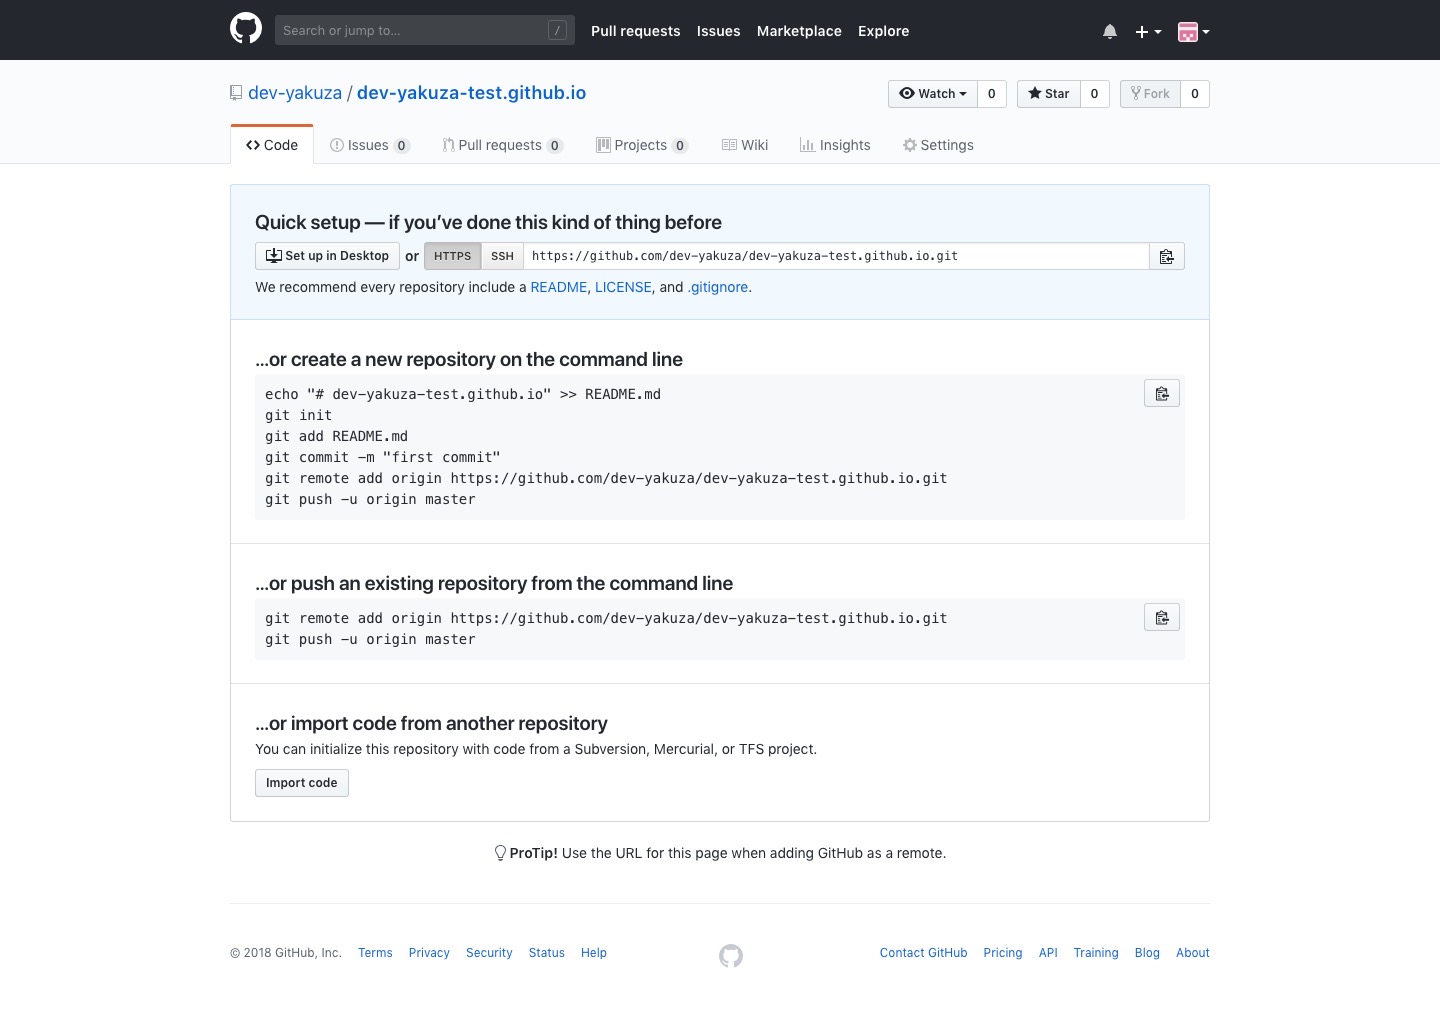 Search or jump to... / Pull requests Issues Marketplace Explore
dev-yakuza / dev-yakuza-test.github.io Watch 0 Star 0 Fork 0
Code Issues 0 Pull requests 0 Projects 0 Wiki Insights Settings
Quick setup — if you’ve done this kind of thing before
Set up in Desktop or HTTPS SSH https://github.com/dev-yakuza/dev-yakuza-test.github.io.git
We recommend every repository include a README, LICENSE, and .gitignore.
…or create a new repository on the command line
echo "# dev-yakuza-test.github.io" >> README.md
git init
git add README.md
git commit -m "first commit"
git remote add origin https://github.com/dev-yakuza/dev-yakuza-test.github.io.git
git push -u origin master
…or push an existing repository from the command line
git remote add origin https://github.com/dev-yakuza/dev-yakuza-test.github.io.git
git push -u origin master
…or import code from another repository
You can initialize this repository with code from a Subversion, Mercurial, or TFS project.
Import code
ProTip! Use the URL for this page when adding GitHub as a remote.
© 2018 GitHub, Inc. Terms Privacy Security Status Help Contact GitHub Pricing API Training Blog About